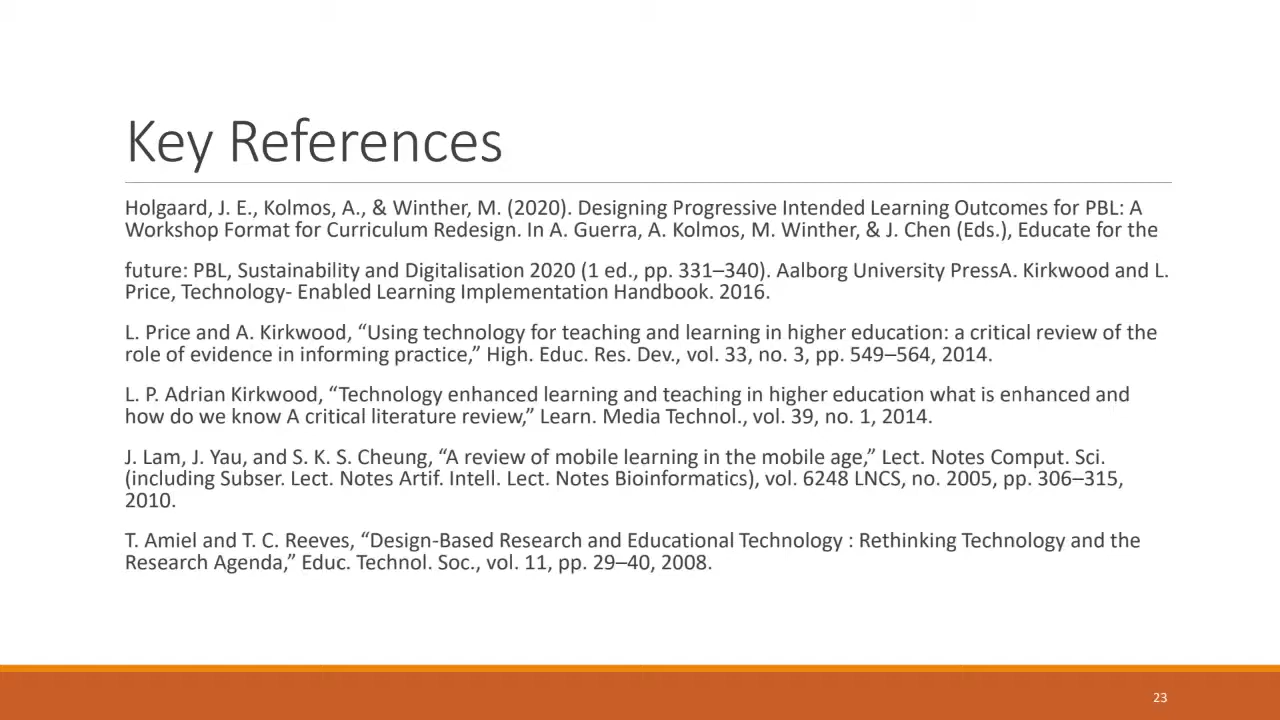 Key References
Holgaard, J. E., Kolmos, A., & Winther, M. (2020). Designing Progressive Intended Learning Outcomes for PBL: A
Workshop Format for Curriculum Redesign. In A. Guerra, A. Kolmos, M. Winther, & J. Chen (Eds.), Educate for the
future: PBL, Sustainability and Digitalisation 2020 (1 ed., pp. 331–340). Aalborg University PressA. Kirkwood and L.
Price, Technology- Enabled Learning Implementation Handbook. 2016.
L. Price and A. Kirkwood, “Using technology for teaching and learning in higher education: a critical review of the
role of evidence in informing practice,” High. Educ. Res. Dev., vol. 33, no. 3, pp. 549–564, 2014.
L. P. Adrian Kirkwood, “Technology enhanced learning and teaching in higher education what is enhanced and
how do we know A critical literature review,” Learn. Media Technol., vol. 39, no. 1, 2014.
J. Lam, J. Yau, and S. K. S. Cheung, “A review of mobile learning in the mobile age,” Lect. Notes Comput. Sci.
(including Subser. Lect. Notes Artif. Intell. Lect. Notes Bioinformatics), vol. 6248 LNCS, no. 2005, pp. 306–315,
2010.
T. Amiel and T. C. Reeves, “Design-Based Research and Educational Technology : Rethinking Technology and the
Research Agenda,” Educ. Technol. Soc., vol. 11, pp. 29–40, 2008.
23